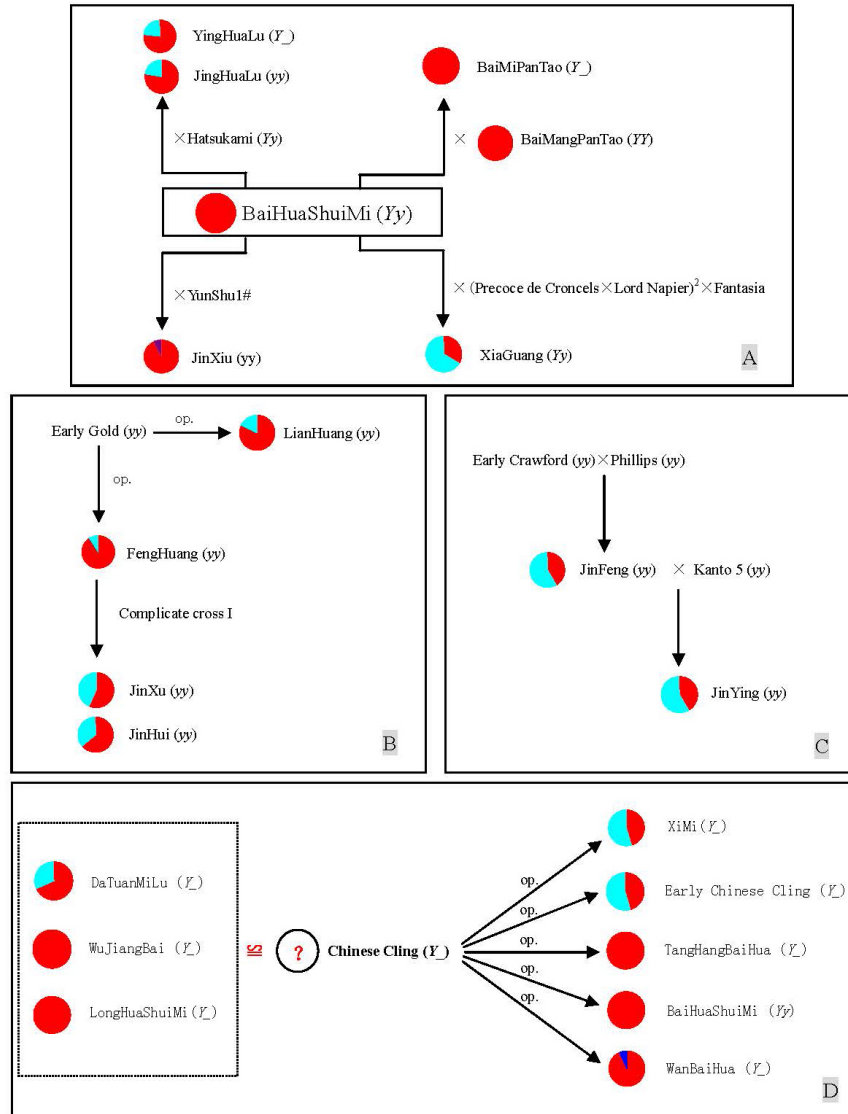 YingHuaLu (Y_)
JingHuaLu (yy)
×Hatsukami (Yy)
BaiMiPanTao (Y_)
× BaiMangPanTao (YY)
BaiHuaShuiMi (Yy)
×YunShu1#
JinXiu (yy)
× (Precoce de Croncels×Lord Napier)²×Fantasia
XiaGuang (Yy)
A
Early Gold (yy)
op.
LianHuang (yy)
op.
FengHuang (yy)
Complicate cross I
JinXu (yy)
JinHui (yy)
B
Early Crawford (yy)×Phillips (yy)
JinFeng (yy) × Kanto 5 (yy)
JinYing (yy)
C
DaTuanMiLu (Y_)
WuJiangBai (Y_)
LongHuaShuiMi(Y_)
≌
?
Chinese Cling (Y_)
op.
op.
op.
op.
op.
XiMi(Y_)
Early Chinese Cling (Y_)
TangHangBaiHua (Y_)
BaiHuaShuiMi (Yy)
WanBaiHua (Y_)
D